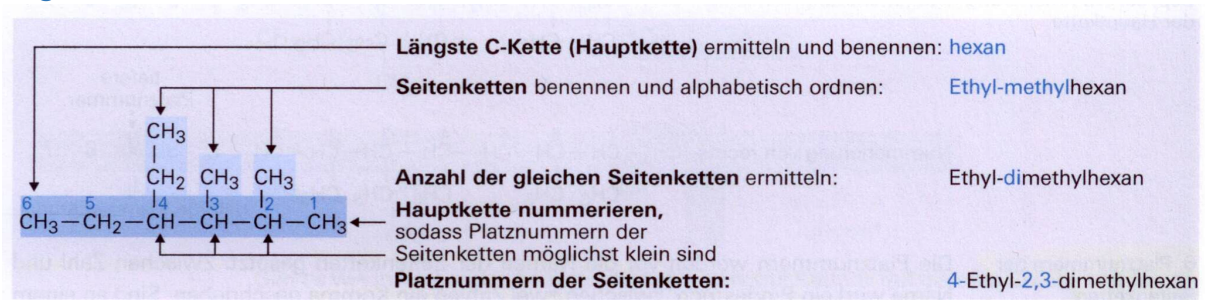 Längste C-Kette (Hauptkette) ermitteln und benennen: hexan
Seitenketten benennen und alphabetisch ordnen: Ethyl-methylhexan
CH3
CH2 CH3 CH3
Anzahl der gleichen Seitenketten ermitteln: Ethyl-dimethylhexan
6 5 4 3 2 1
CH3—CH2—CH—CH—CH—CH3
Hauptkette nummerieren,
sodass Platznummern der
Seitenketten möglichst klein sind
Platznummern der Seitenketten: 4-Ethyl-2,3-dimethylhexan